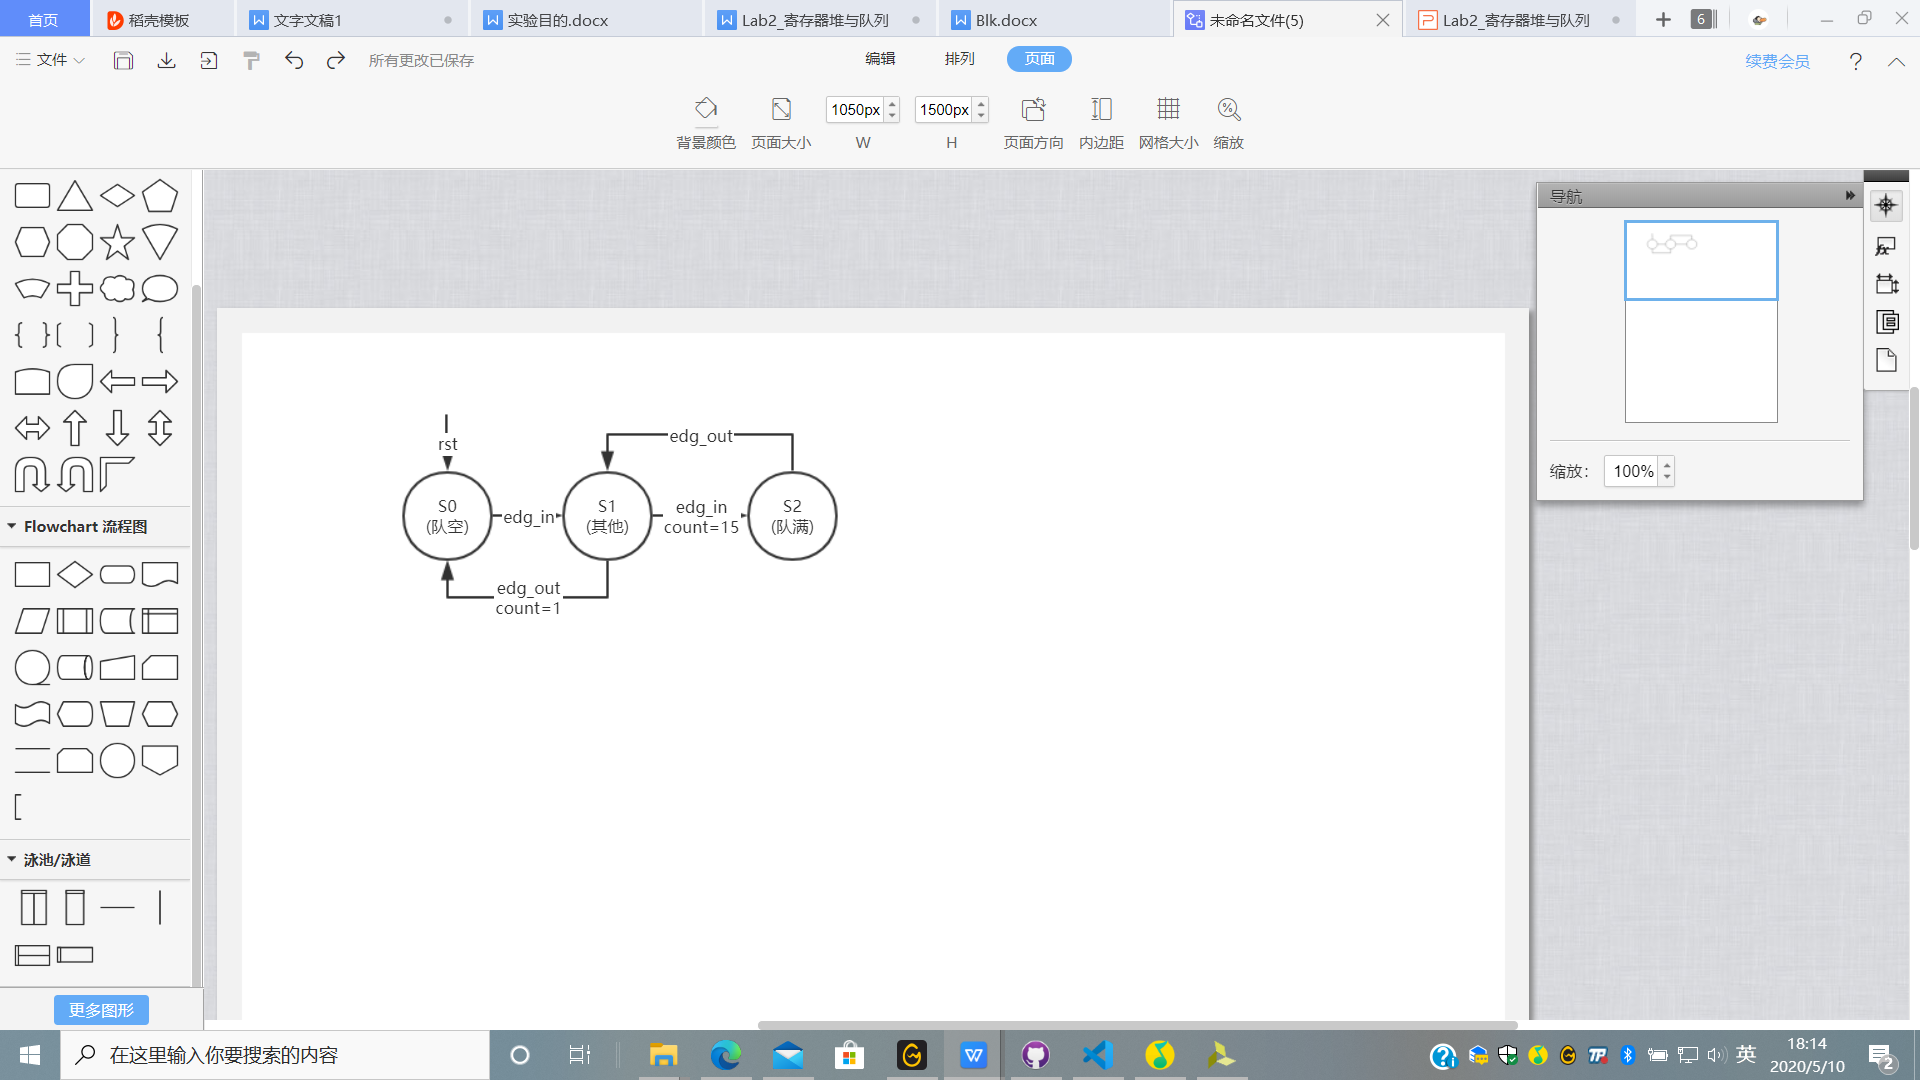 首页
稻壳模板
文字文稿1
实验目的.docx
Lab2_寄存器堆与队列
Blk.docx
未命名文件(5)
Lab2_寄存器堆与队列
6
文件
所有更改已保存
编辑
排列
页面
续费会员
背景颜色
页面大小
1050px
W
1500px
H
页面方向
内边距
网格大小
缩放
导航
缩放：
100%
rst
edg_out
S0
(队空)
edg_in
S1
(其他)
edg_in
count=15
S2
(队满)
edg_out
count=1
Flowchart 流程图
泳池/泳道
更多图形
在这里输入你要搜索的内容
英
18:14
2020/5/10
2